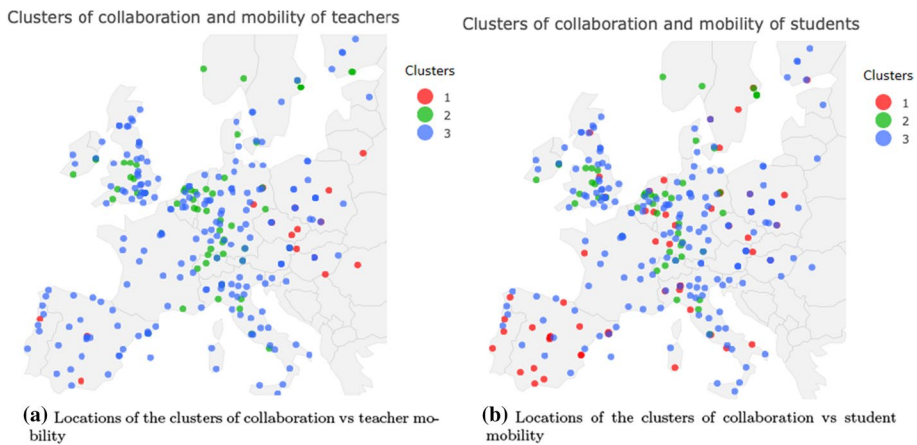 Clusters of collaboration and mobility of teachers
Clusters
1
2
3
(a) Locations of the clusters of collaboration vs teacher mo-
bility
Clusters of collaboration and mobility of students
Clusters
1
2
3
(b) Locations of the clusters of collaboration vs student
mobility